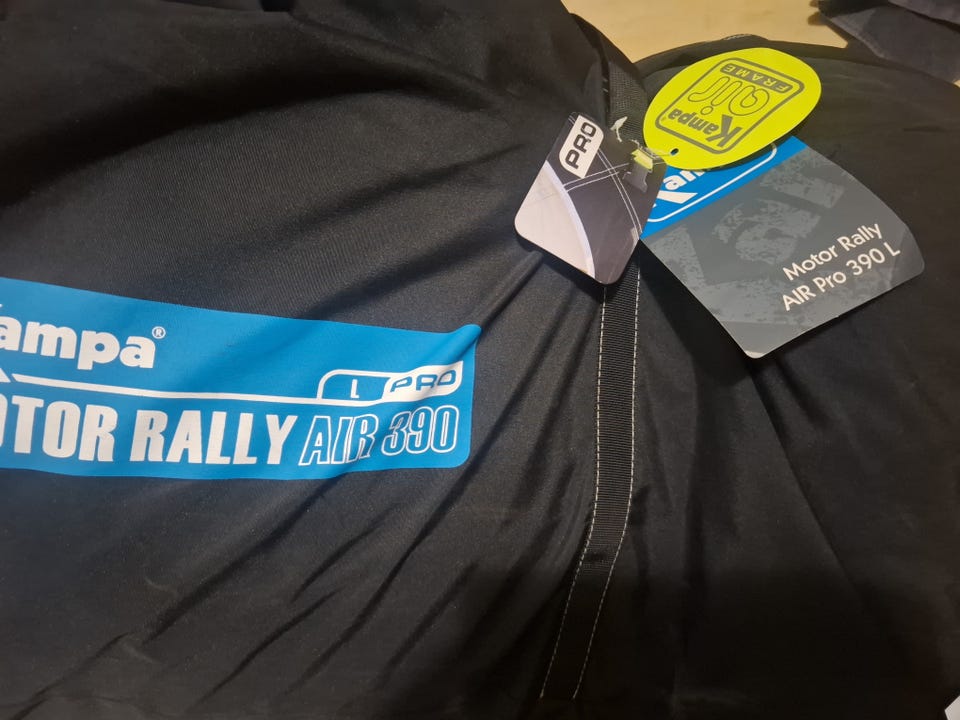 ampa®
L PRO
OTOR RALLY AIR 390
PRO
Kampa®
air
FRAME
Motor Rally
AIR Pro 390 L